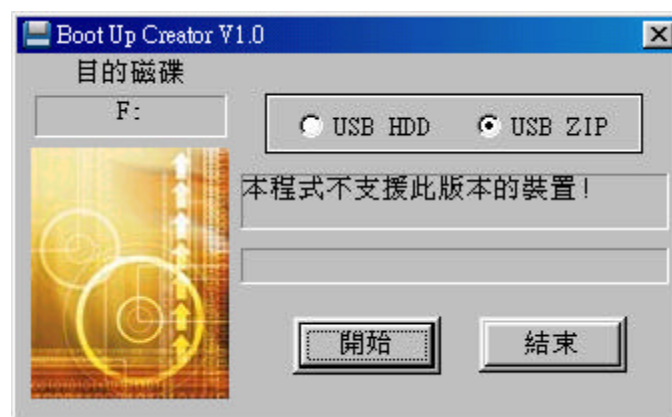 Boot Up Creator V1.0
目的磁碟
F:
USB HDD
USB ZIP
本程式不支援此版本的裝置!
開始
結束